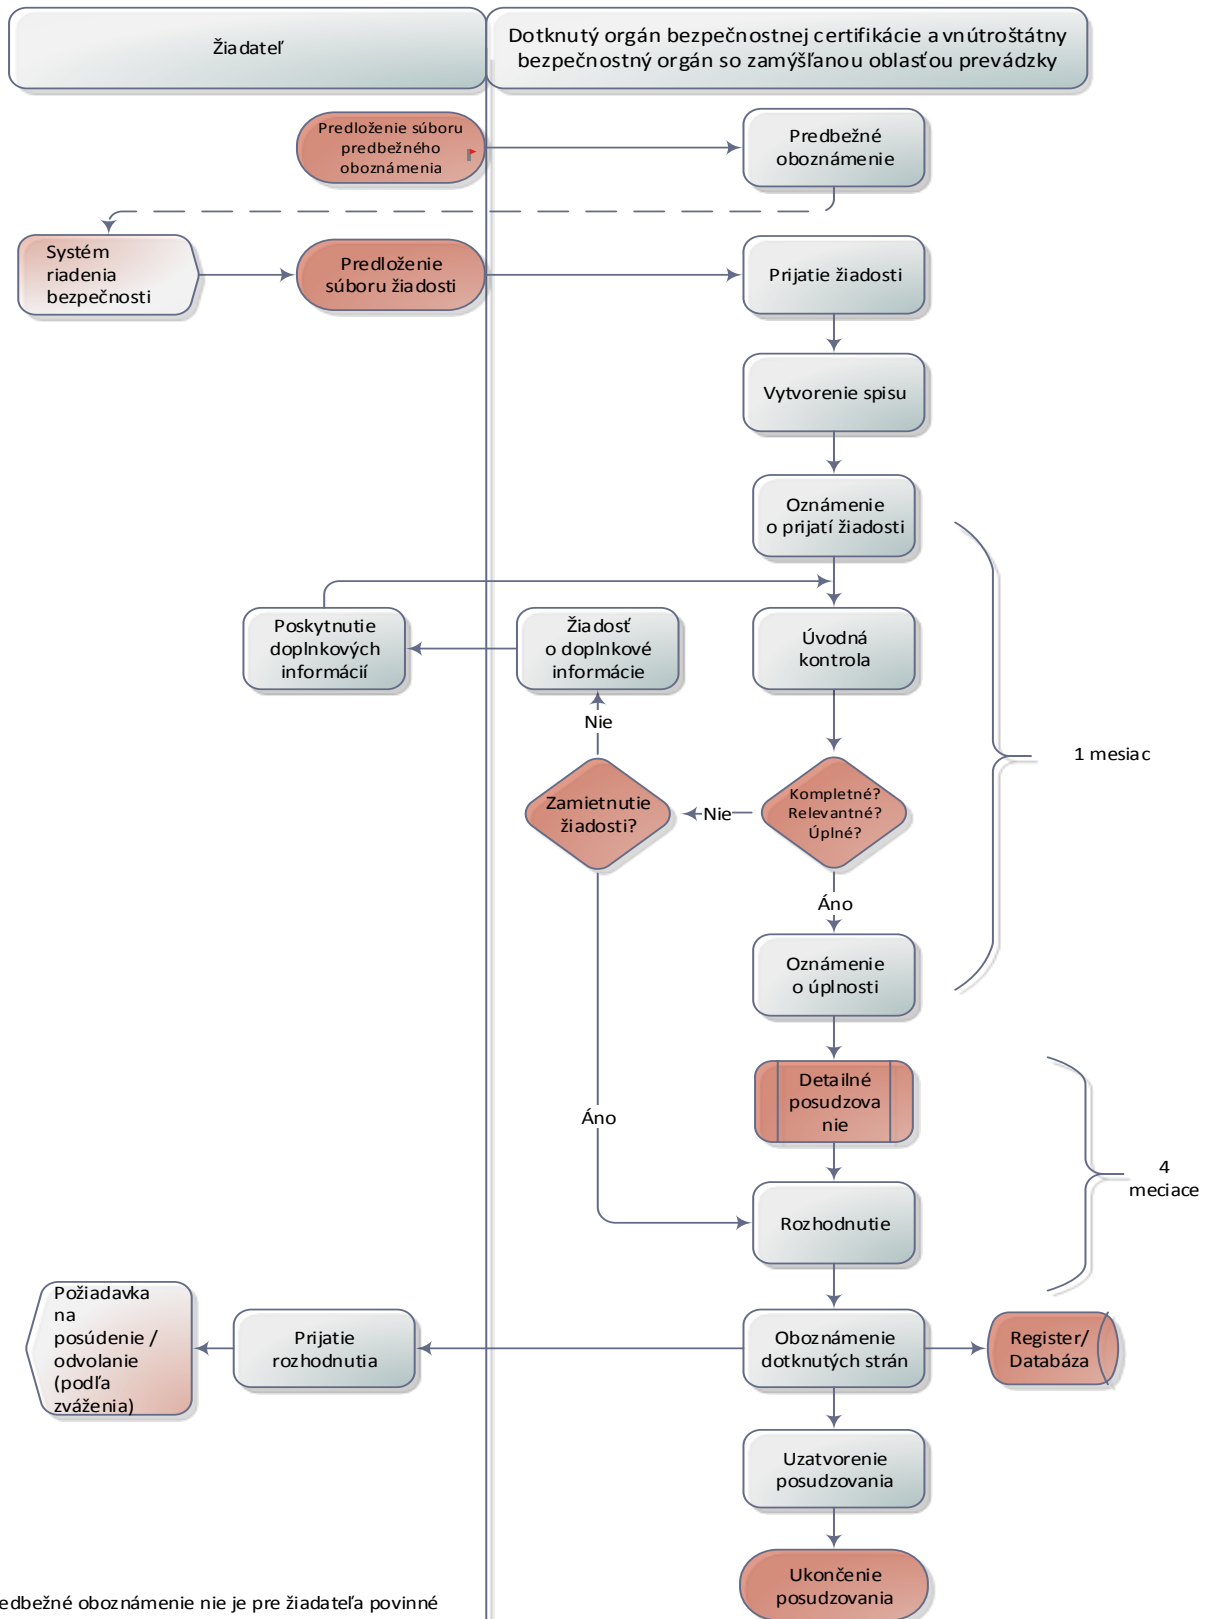 Žiadateľ
Dotknutý orgán bezpečnostnej certifikácie a vnútroštátny
bezpečnostný orgán so zamýšľanou oblasťou prevádzky
Predloženie súboru
predbežného
oboznámenia
Predbežné
oboznámenie
Systém
riadenia
bezpečnosti
Predloženie
súboru žiadosti
Prijatie žiadosti
Vytvorenie spisu
Oznámenie
o prijatí žiadosti
Poskytnutie
doplnkových
informácií
Žiadosť
o doplnkové
informácie
Úvodná
kontrola
Nie
1 mesiac
Zamietnutie
žiadosti?
Nie
Kompletné?
Relevantné?
Úplné?
Áno
Oznámenie
o úplnosti
Detailné
posudzova
nie
Áno
4
meciace
Rozhodnutie
Požiadavka
na
posúdenie /
odvolanie
(podľa
zváženia)
Prijatie
rozhodnutia
Oboznámenie
dotknutých strán
Register/
Databáza
Uzatvorenie
posudzovania
Ukončenie
posudzovania
edbežné oboznámenie nie je pre žiadateľa povinné